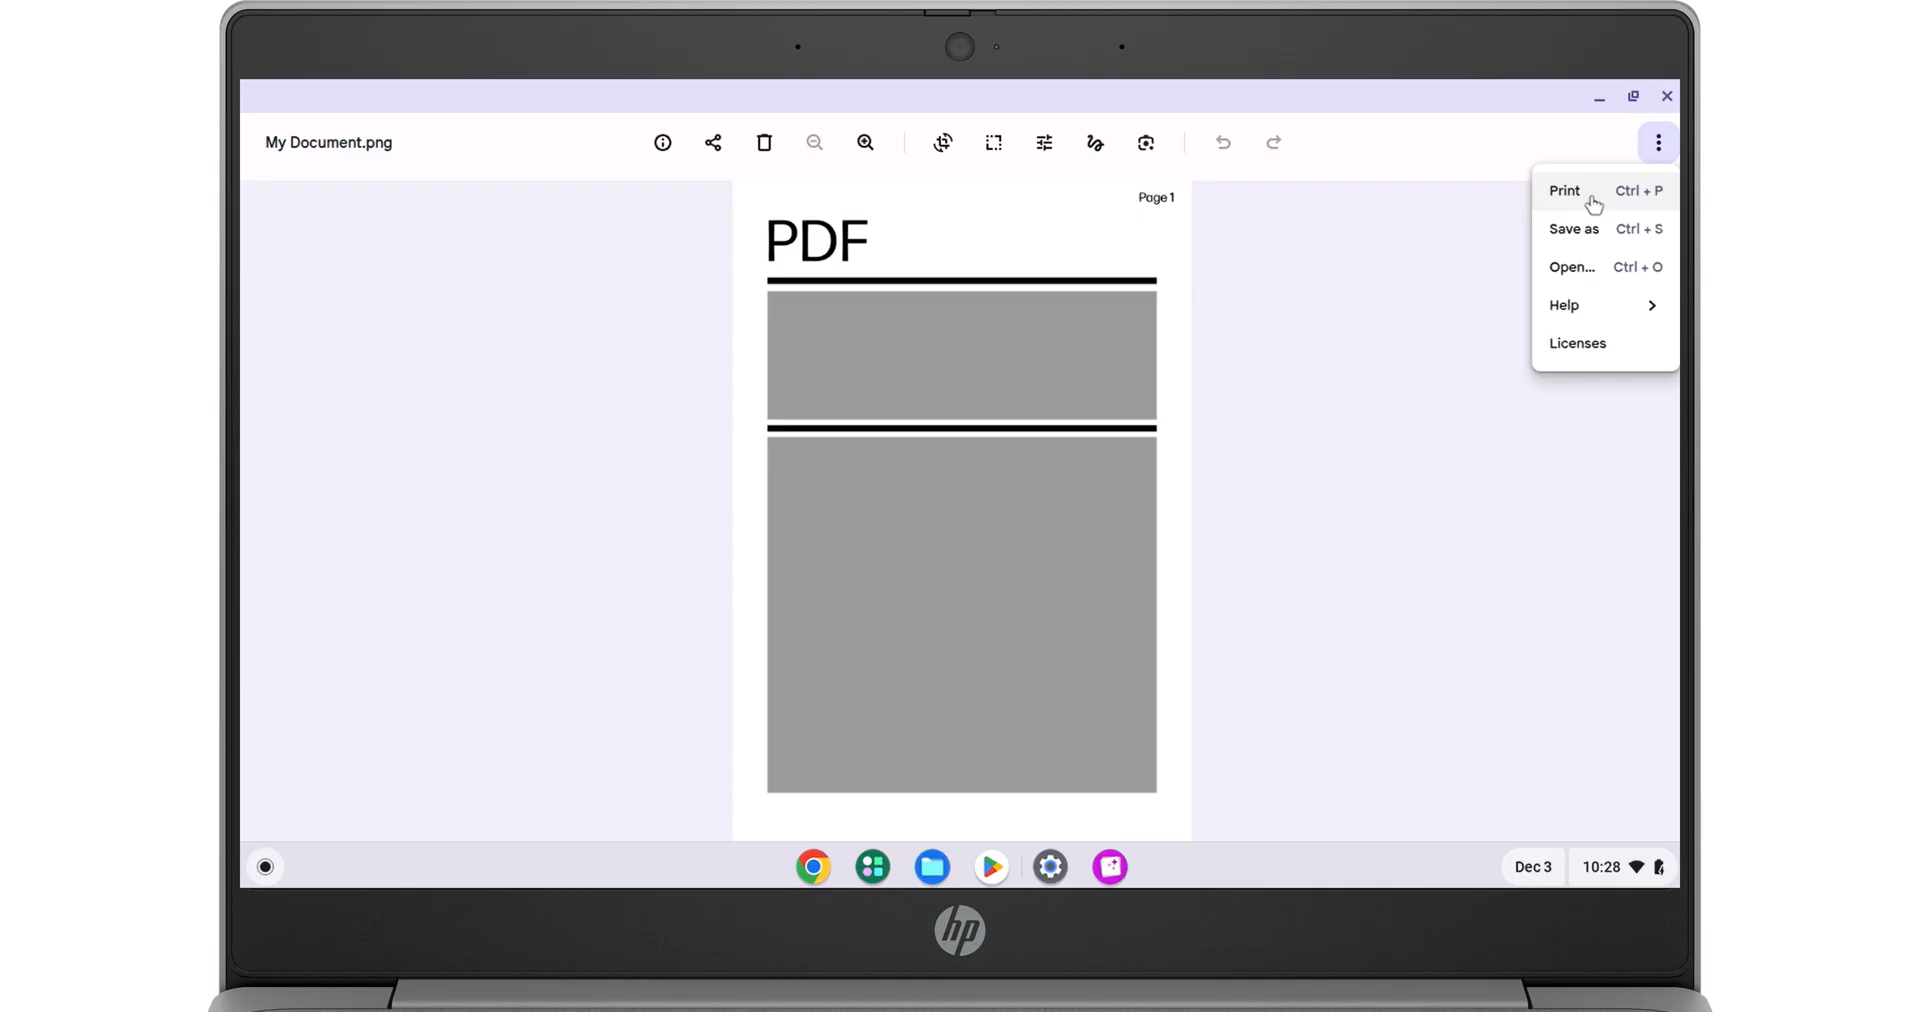 My Document.png
Print Ctrl + P
Save as Ctrl + S
Open... Ctrl + O
Help
Licenses
Page 1
PDF
Dec 3 10:28
hp